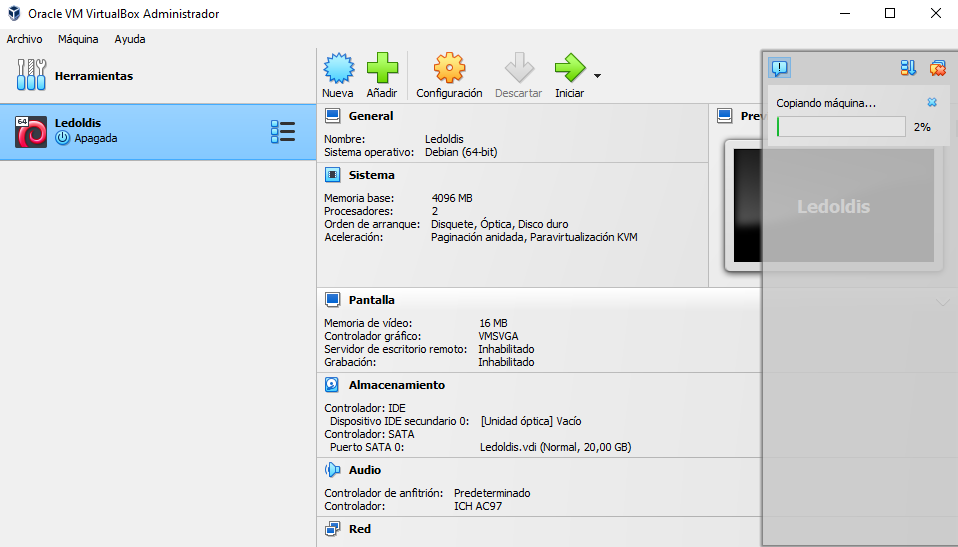 Oracle VM VirtualBox Administrador
Archivo Máquina Ayuda
Herramientas
64
Ledoldis
Apagada
Nueva Añadir Configuración Descartar Iniciar
General
Nombre: Ledoldis
Sistema operativo: Debian (64-bit)
Sistema
Memoria base: 4096 MB
Procesadores: 2
Orden de arranque: Disquete, Óptica, Disco duro
Aceleración: Paginación anidada, Paravirtualización KVM
Prev
Ledoldis
Copiando máquina...
2%
Pantalla
Memoria de vídeo: 16 MB
Controlador gráfico: VMSVGA
Servidor de escritorio remoto: Inhabilitado
Grabación: Inhabilitado
Almacenamiento
Controlador: IDE
Dispositivo IDE secundario 0: [Unidad óptica] Vacío
Controlador: SATA
Puerto SATA 0: Ledoldis.vdi (Normal, 20,00 GB)
Audio
Controlador de anfitrión: Predeterminado
Controlador: ICH AC97
Red